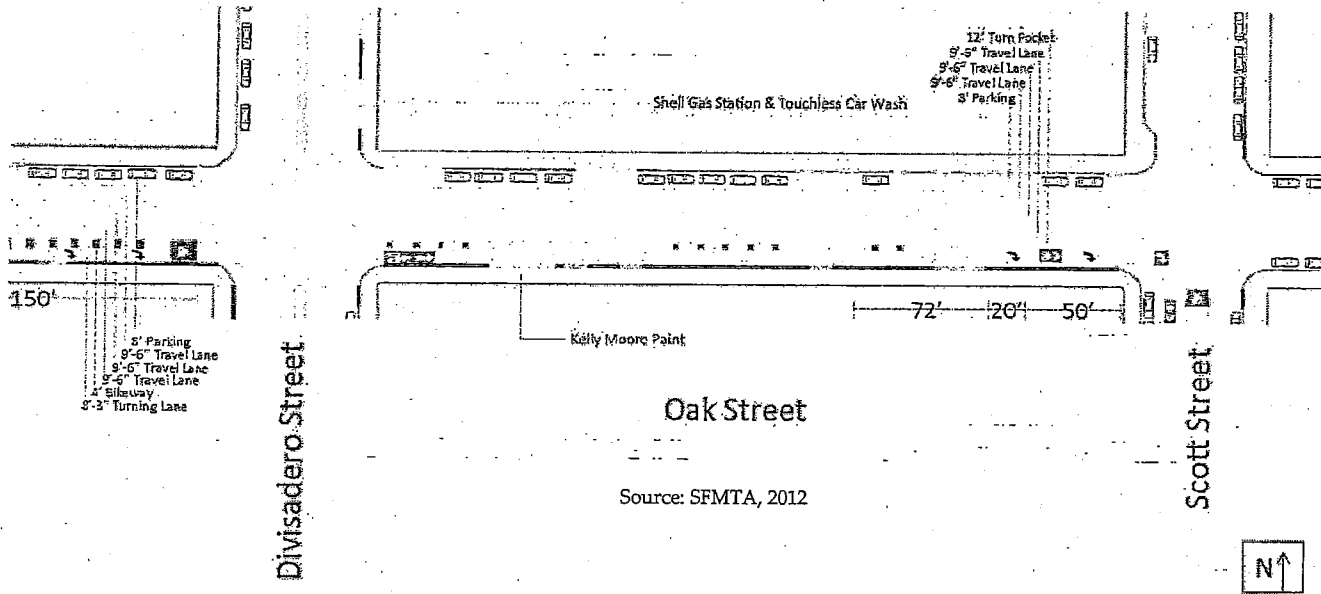 12' Turn Pocket
9'-6" Travel Lane
9'-6" Travel Lane
9'-6" Travel Lane
8' Parking
Shell Gas Station & Touchless Car Wash
150'
72'
20'
50'
8' Parking
9'-6" Travel Lane
9'-6" Travel Lane
9'-6" Travel Lane
4' Bikeway
9'-3" Turning Lane
Kelly Moore Paint
Divisadero Street
Oak Street
Scott Street
Source: SFMTA, 2012
N